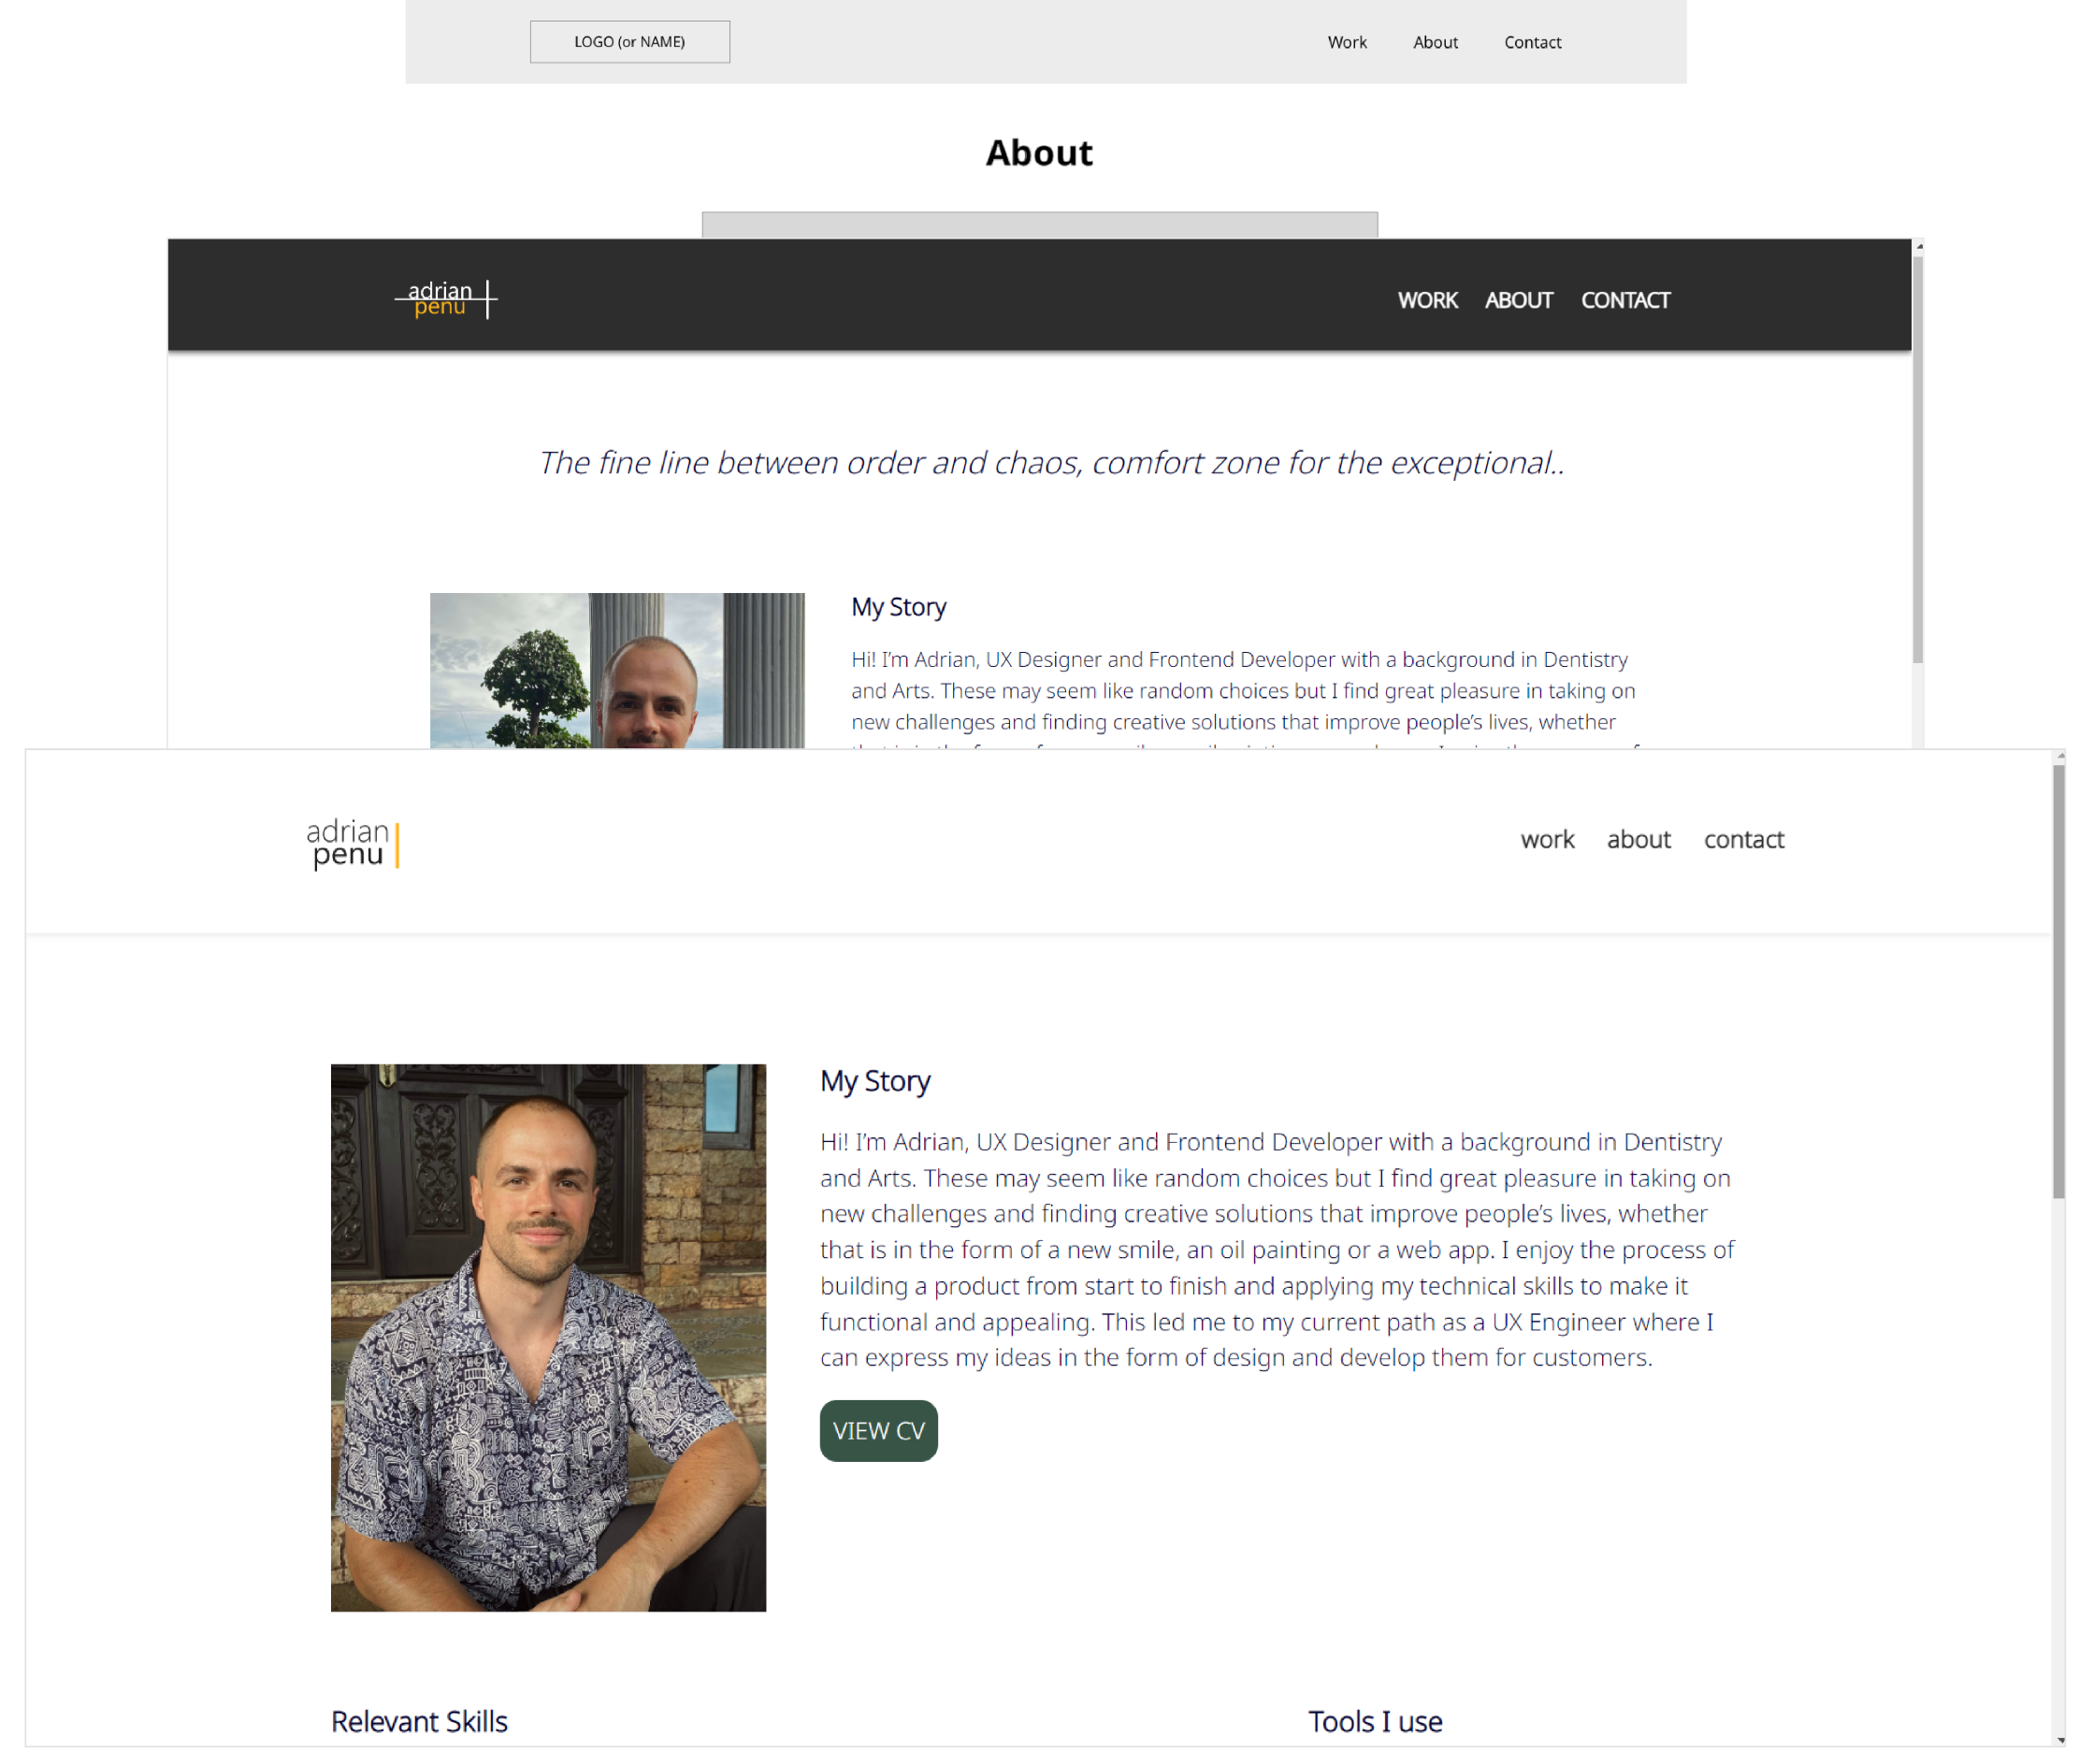 LOGO (or NAME)
Work About Contact
About
adrian
penu
WORK ABOUT CONTACT
The fine line between order and chaos, comfort zone for the exceptional..
My Story
Hi! I'm Adrian, UX Designer and Frontend Developer with a background in Dentistry
and Arts. These may seem like random choices but I find great pleasure in taking on
new challenges and finding creative solutions that improve people's lives, whether
adrian
penu
work about contact
My Story
Hi! I'm Adrian, UX Designer and Frontend Developer with a background in Dentistry
and Arts. These may seem like random choices but I find great pleasure in taking on
new challenges and finding creative solutions that improve people's lives, whether
that is in the form of a new smile, an oil painting or a web app. I enjoy the process of
building a product from start to finish and applying my technical skills to make it
functional and appealing. This led me to my current path as a UX Engineer where I
can express my ideas in the form of design and develop them for customers.
VIEW CV
Relevant Skills
Tools I use